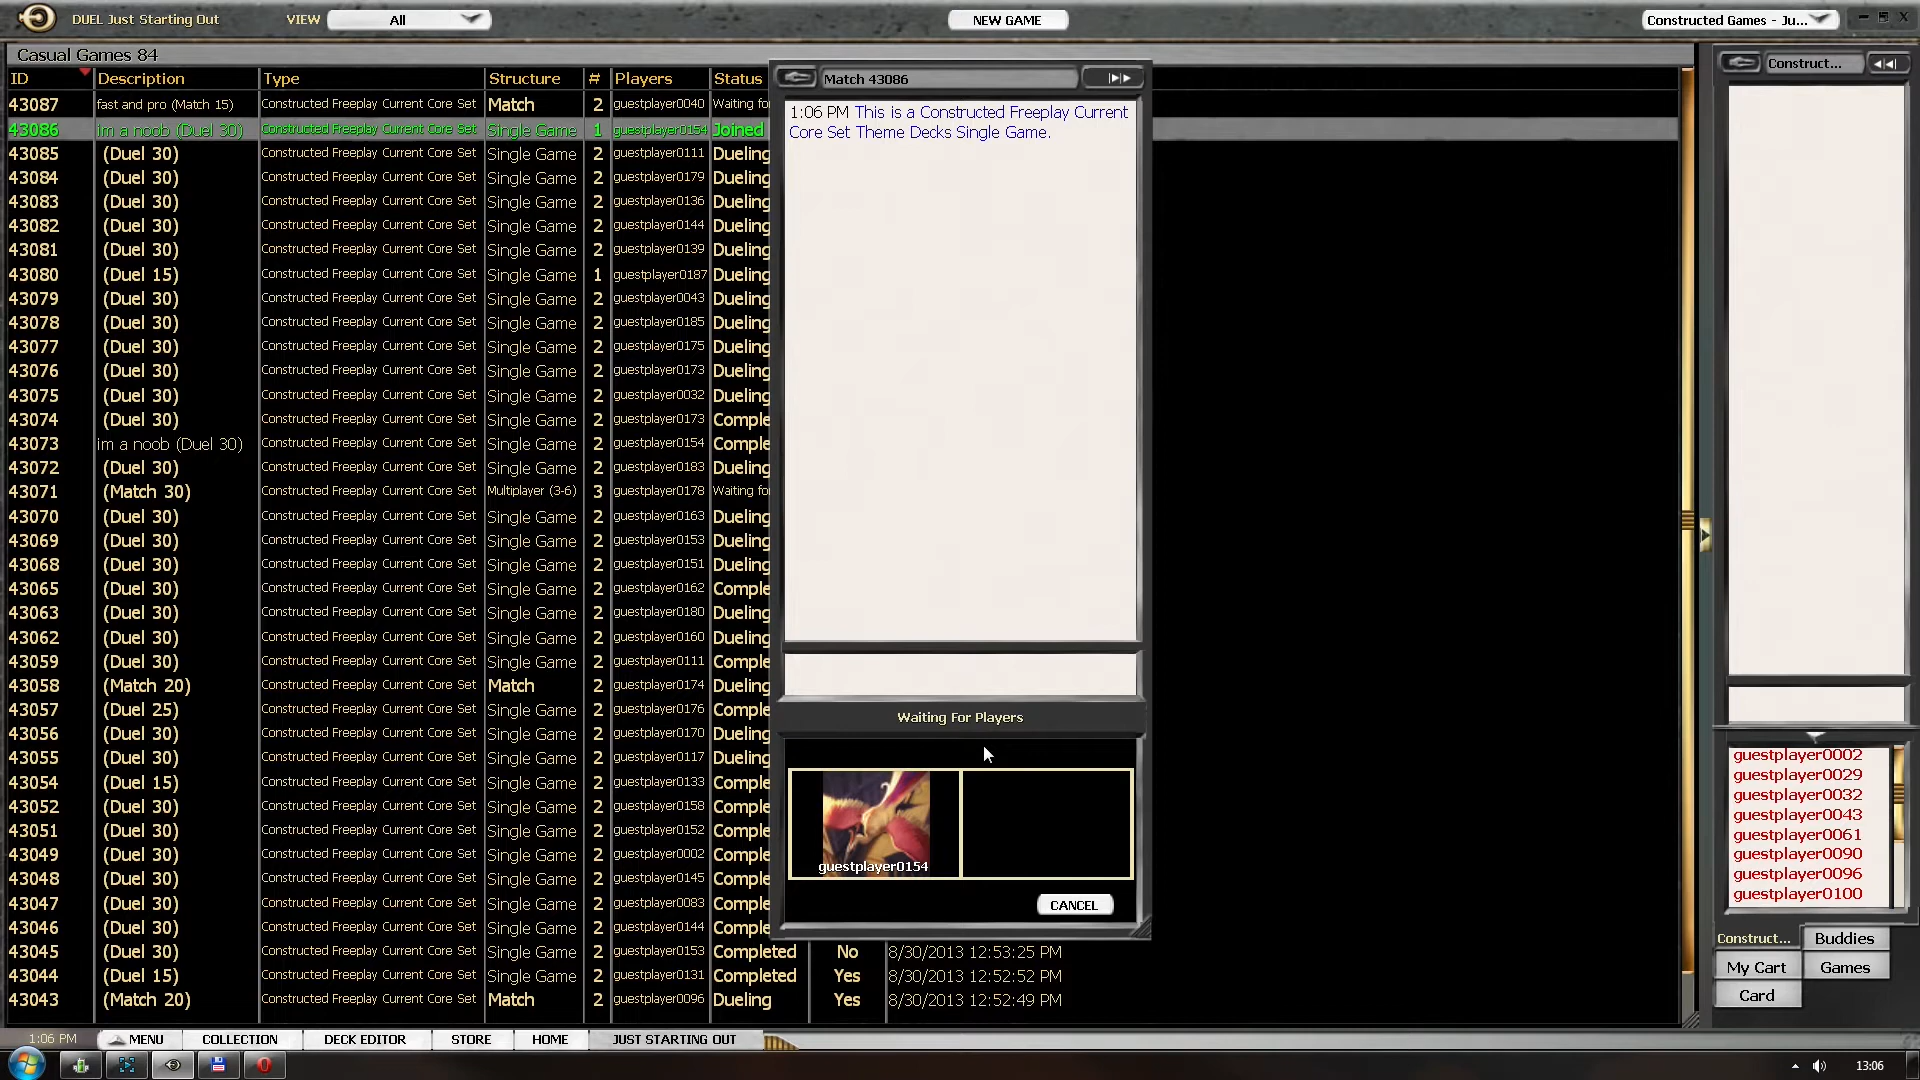 DUEL Just Starting Out VIEW All NEW GAME Constructed Games - Ju...
Casual Games 84
ID Description Type Structure # Players Status
43087 fast and pro (Match 15) Constructed Freeplay Current Core Set Match 2 guestplayer0040 Waiting fo
43086 im a noob (Duel 30) Constructed Freeplay Current Core Set Single Game 1 guestplayer0154 Joined
43085 (Duel 30) Constructed Freeplay Current Core Set Single Game 2 guestplayer0111 Dueling
43084 (Duel 30) Constructed Freeplay Current Core Set Single Game 2 guestplayer0179 Dueling
43083 (Duel 30) Constructed Freeplay Current Core Set Single Game 2 guestplayer0136 Dueling
43082 (Duel 30) Constructed Freeplay Current Core Set Single Game 2 guestplayer0144 Dueling
43081 (Duel 30) Constructed Freeplay Current Core Set Single Game 2 guestplayer0139 Dueling
43080 (Duel 15) Constructed Freeplay Current Core Set Single Game 1 guestplayer0187 Dueling
43079 (Duel 30) Constructed Freeplay Current Core Set Single Game 2 guestplayer0043 Dueling
43078 (Duel 30) Constructed Freeplay Current Core Set Single Game 2 guestplayer0185 Dueling
43077 (Duel 30) Constructed Freeplay Current Core Set Single Game 2 guestplayer0175 Dueling
43076 (Duel 30) Constructed Freeplay Current Core Set Single Game 2 guestplayer0173 Dueling
43075 (Duel 30) Constructed Freeplay Current Core Set Single Game 2 guestplayer0032 Dueling
43074 (Duel 30) Constructed Freeplay Current Core Set Single Game 2 guestplayer0173 Comple
43073 im a noob (Duel 30) Constructed Freeplay Current Core Set Single Game 2 guestplayer0154 Comple
43072 (Duel 30) Constructed Freeplay Current Core Set Single Game 2 guestplayer0183 Dueling
43071 (Match 30) Constructed Freeplay Current Core Set Multiplayer (3-6) 3 guestplayer0178 Waiting fo
43070 (Duel 30) Constructed Freeplay Current Core Set Single Game 2 guestplayer0163 Dueling
43069 (Duel 30) Constructed Freeplay Current Core Set Single Game 2 guestplayer0153 Dueling
43068 (Duel 30) Constructed Freeplay Current Core Set Single Game 2 guestplayer0151 Dueling
43065 (Duel 30) Constructed Freeplay Current Core Set Single Game 2 guestplayer0162 Comple
43063 (Duel 30) Constructed Freeplay Current Core Set Single Game 2 guestplayer0180 Dueling
43062 (Duel 30) Constructed Freeplay Current Core Set Single Game 2 guestplayer0160 Dueling
43059 (Duel 30) Constructed Freeplay Current Core Set Single Game 2 guestplayer0111 Comple
43058 (Match 20) Constructed Freeplay Current Core Set Match 2 guestplayer0174 Dueling
43057 (Duel 25) Constructed Freeplay Current Core Set Single Game 2 guestplayer0176 Comple
43056 (Duel 30) Constructed Freeplay Current Core Set Single Game 2 guestplayer0170 Dueling
43055 (Duel 30) Constructed Freeplay Current Core Set Single Game 2 guestplayer0117 Dueling
43054 (Duel 15) Constructed Freeplay Current Core Set Single Game 2 guestplayer0133 Comple
43052 (Duel 30) Constructed Freeplay Current Core Set Single Game 2 guestplayer0158 Comple
43051 (Duel 30) Constructed Freeplay Current Core Set Single Game 2 guestplayer0152 Comple
43049 (Duel 30) Constructed Freeplay Current Core Set Single Game 2 guestplayer0002 Comple
43048 (Duel 30) Constructed Freeplay Current Core Set Single Game 2 guestplayer0145 Comple
43047 (Duel 30) Constructed Freeplay Current Core Set Single Game 2 guestplayer0083 Comple
43046 (Duel 30) Constructed Freeplay Current Core Set Single Game 2 guestplayer0144 Comple
43045 (Duel 30) Constructed Freeplay Current Core Set Single Game 2 guestplayer0153 Completed No 8/30/2013 12:53:25 PM
43044 (Duel 15) Constructed Freeplay Current Core Set Single Game 2 guestplayer0131 Completed Yes 8/30/2013 12:52:52 PM
43043 (Match 20) Constructed Freeplay Current Core Set Match 2 guestplayer0096 Dueling Yes 8/30/2013 12:52:49 PM
Match 43086
1:06 PM This is a Constructed Freeplay Current
Core Set Theme Decks Single Game.
Waiting For Players
guestplayer0154
CANCEL
Construct...
guestplayer0002
guestplayer0029
guestplayer0032
guestplayer0043
guestplayer0061
guestplayer0090
guestplayer0096
guestplayer0100
Construct... Buddies
My Cart Games
Card
1:06 PM MENU COLLECTION DECK EDITOR STORE HOME JUST STARTING OUT
13:06